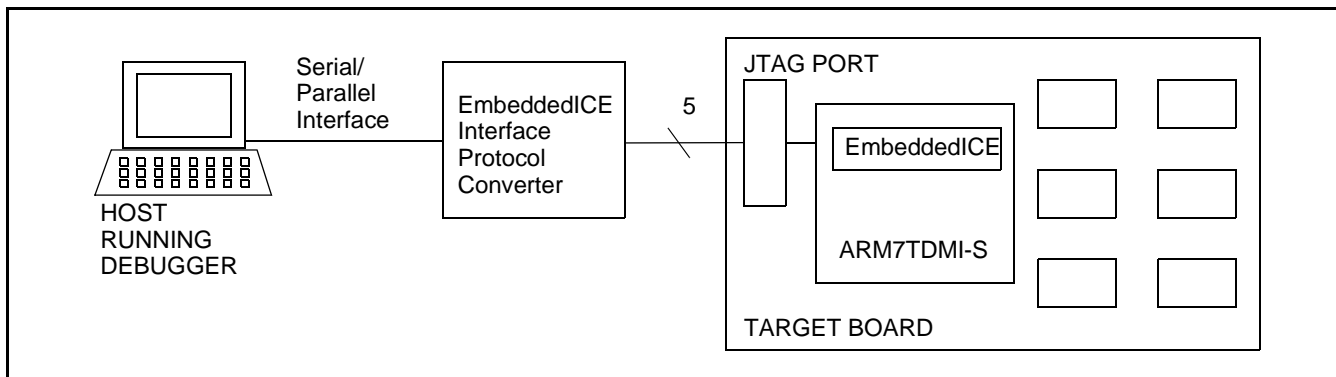 Serial/
Parallel
Interface
HOST
RUNNING
DEBUGGER
EmbeddedICE
Interface
Protocol
Converter
5
JTAG PORT
EmbeddedICE
ARM7TDMI-S
TARGET BOARD